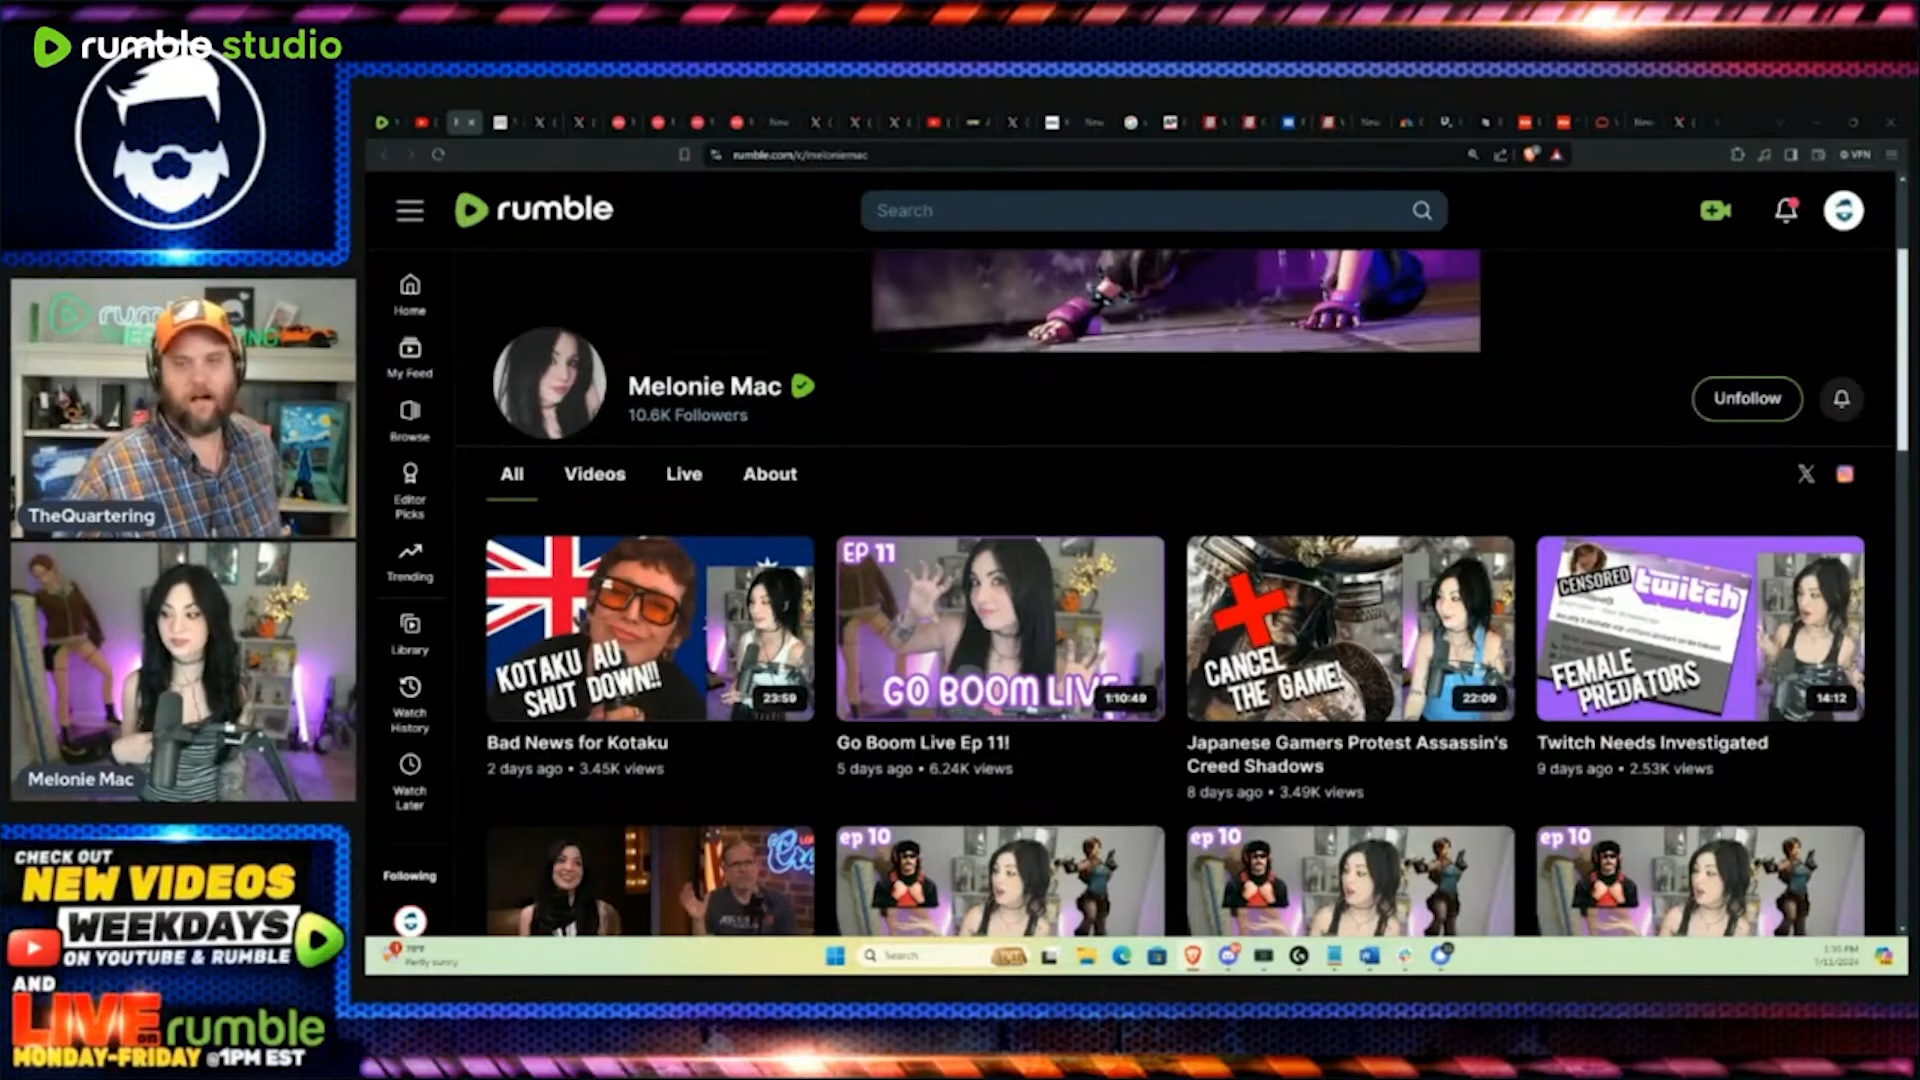 rumble studio
rumble.com/c/meloniemac
VPN
rumble
Search
Home
My Feed
Browse
Editor
Picks
Trending
Library
Watch
History
Watch
Later
Following
Melonie Mac
10.6K Followers
Unfollow
All
Videos
Live
About
KOTAKU AU
SHUT DOWN!!
23:59
Bad News for Kotaku
2 days ago • 3.45K views
EP 11
GO BOOM LIVE
1:10:49
Go Boom Live Ep 11!
5 days ago • 6.24K views
CANCEL
THE GAME!
22:09
Japanese Gamers Protest Assassin's
Creed Shadows
8 days ago • 3.49K views
CENSORED
twitch
FEMALE
PREDATORS
14:12
Twitch Needs Investigated
9 days ago • 2.53K views
ep 10
ep 10
ep 10
TheQuartering
Melonie Mac
CHECK OUT
NEW VIDEOS
WEEKDAYS
ON YOUTUBE & RUMBLE
AND
LIVE on rumble
MONDAY-FRIDAY @1PM EST
Search